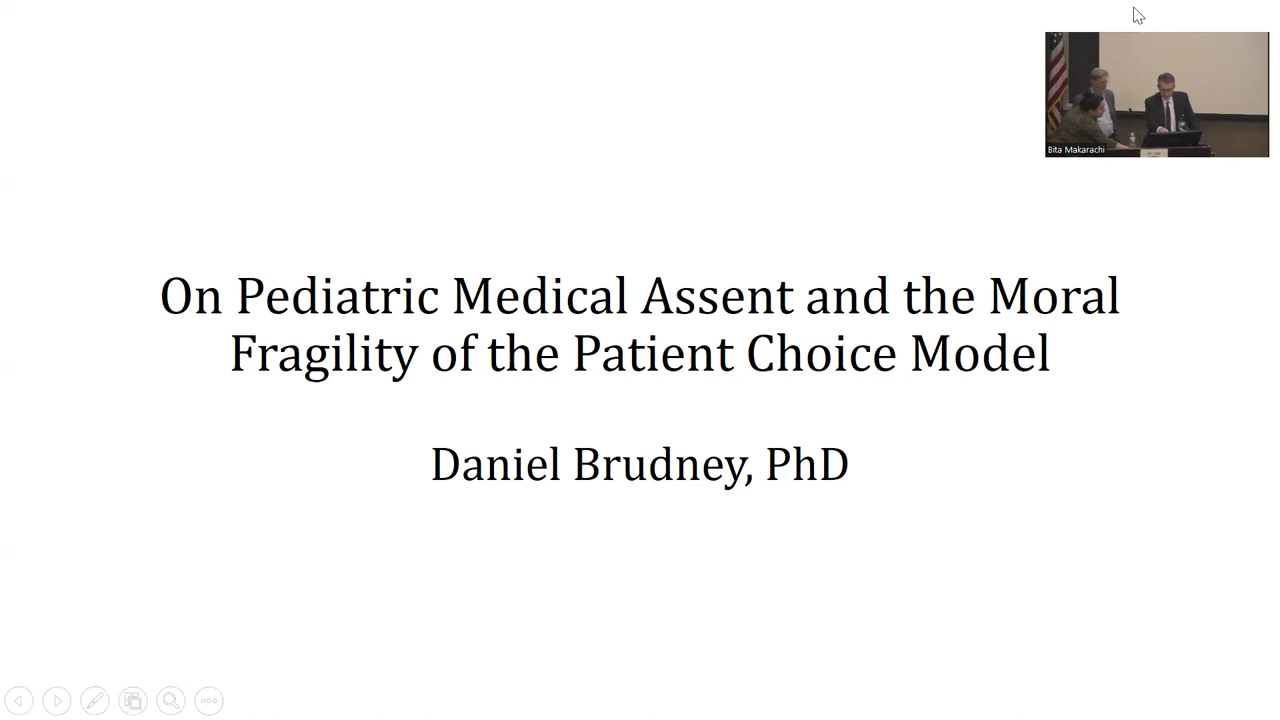 Bita Makarachi
On Pediatric Medical Assent and the Moral
Fragility of the Patient Choice Model
Daniel Brudney, PhD